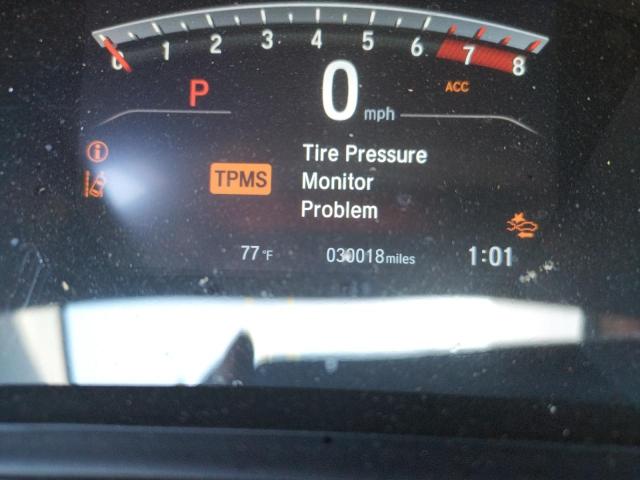 0 1 2 3 4 5 6 7 8
P 0 mph ACC
Tire Pressure
TPMS Monitor
Problem
77°F 030018 miles 1:01